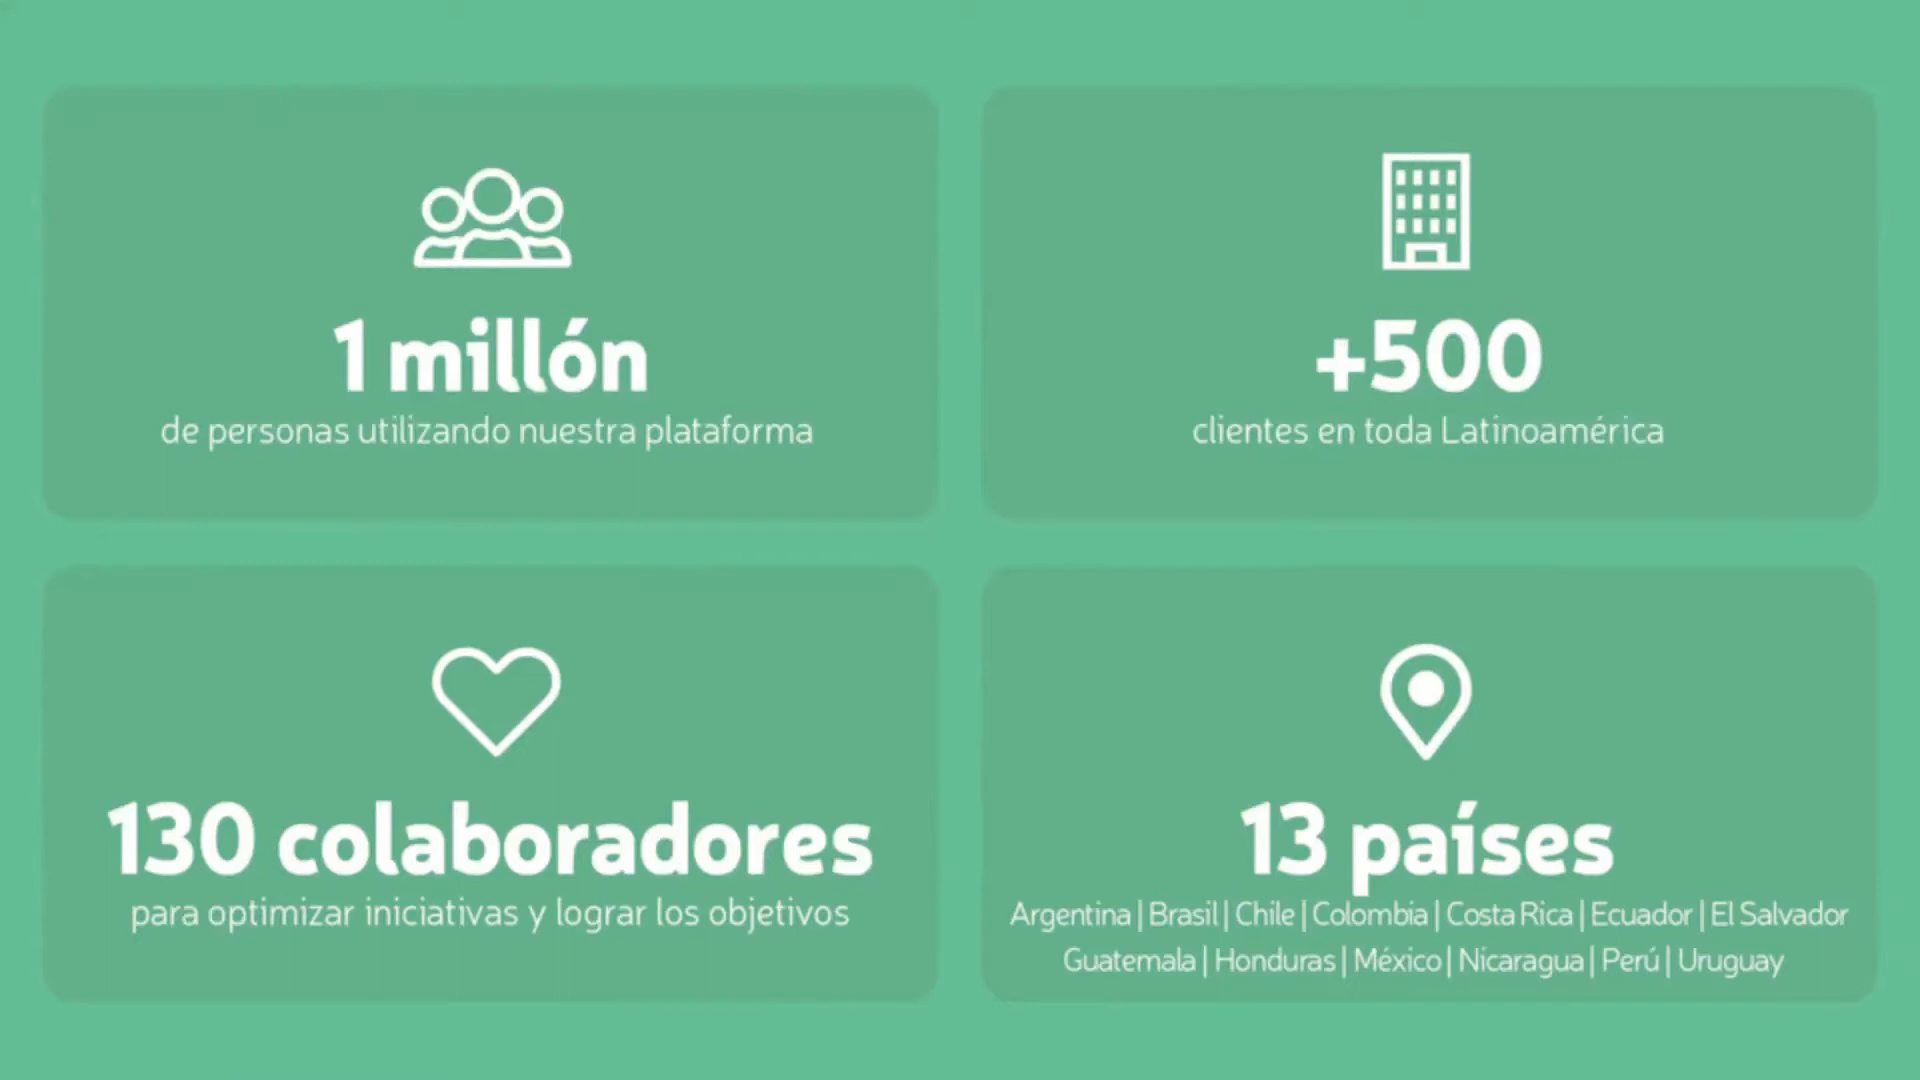 1 millón
de personas utilizando nuestra plataforma
+500
clientes en toda Latinoamérica
130 colaboradores
para optimizar iniciativas y lograr los objetivos
13 países
Argentina | Brasil | Chile | Colombia | Costa Rica | Ecuador | El Salvador
Guatemala | Honduras | México | Nicaragua | Perú | Uruguay